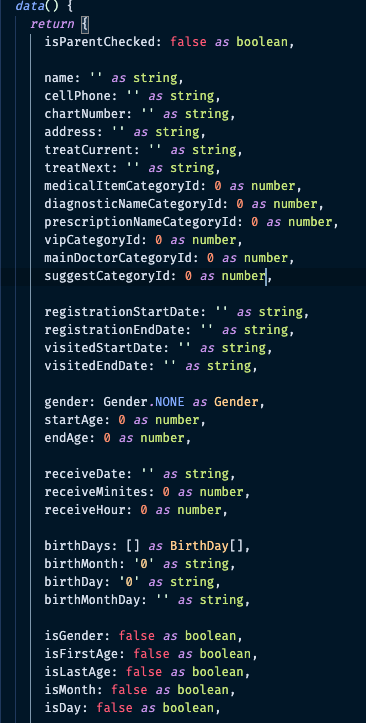 data() {
return {
isParentChecked: false as boolean,
name: '' as string,
cellPhone: '' as string,
chartNumber: '' as string,
address: '' as string,
treatCurrent: '' as string,
treatNext: '' as string,
medicalItemCategoryId: 0 as number,
diagnosticNameCategoryId: 0 as number,
prescriptionNameCategoryId: 0 as number,
vipCategoryId: 0 as number,
mainDoctorCategoryId: 0 as number,
suggestCategoryId: 0 as number,
registrationStartDate: '' as string,
registrationEndDate: '' as string,
visitedStartDate: '' as string,
visitedEndDate: '' as string,
gender: Gender.NONE as Gender,
startAge: 0 as number,
endAge: 0 as number,
receiveDate: '' as string,
receiveMinites: 0 as number,
receiveHour: 0 as number,
birthDays: [] as BirthDay[],
birthMonth: '0' as string,
birthDay: '0' as string,
birthMonthDay: '' as string,
isGender: false as boolean,
isFirstAge: false as boolean,
isLastAge: false as boolean,
isMonth: false as boolean,
isDay: false as boolean,